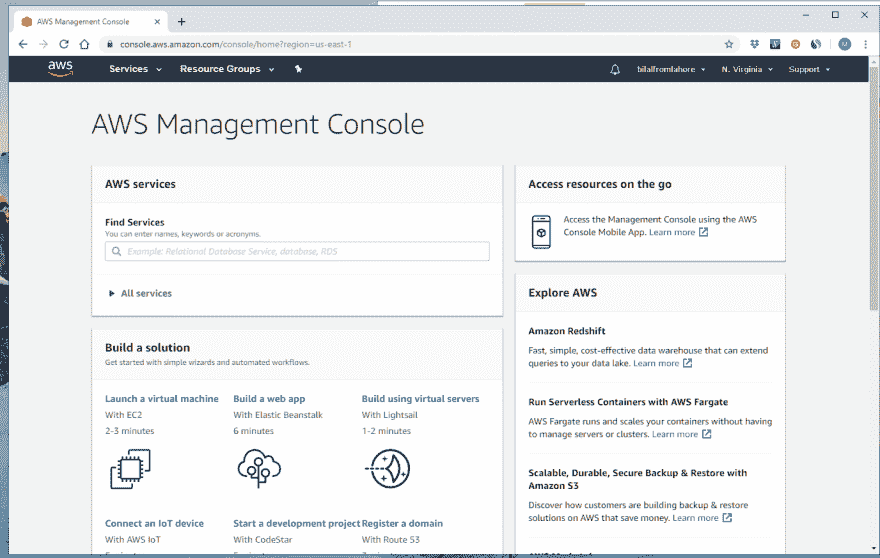 AWS Management Console
console.aws.amazon.com/console/home?region=us-east-1
M
aws
Services
Resource Groups
bilalfromlahore
N. Virginia
Support
AWS Management Console
AWS services
Find Services
You can enter names, keywords or acronyms.
Example: Relational Database Service, database, RDS
All services
Build a solution
Get started with simple wizards and automated workflows.
Launch a virtual machine
With EC2
2-3 minutes
Build a web app
With Elastic Beanstalk
6 minutes
Build using virtual servers
With Lightsail
1-2 minutes
Connect an IoT device
With AWS IoT
Start a development project
With CodeStar
Register a domain
With Route 53
Access resources on the go
Access the Management Console using the AWS
Console Mobile App. Learn more
Explore AWS
Amazon Redshift
Fast, simple, cost-effective data warehouse that can extend
queries to your data lake. Learn more
Run Serverless Containers with AWS Fargate
AWS Fargate runs and scales your containers without having
to manage servers or clusters. Learn more
Scalable, Durable, Secure Backup & Restore with
Amazon S3
Discover how customers are building backup & restore
solutions on AWS that save money. Learn more